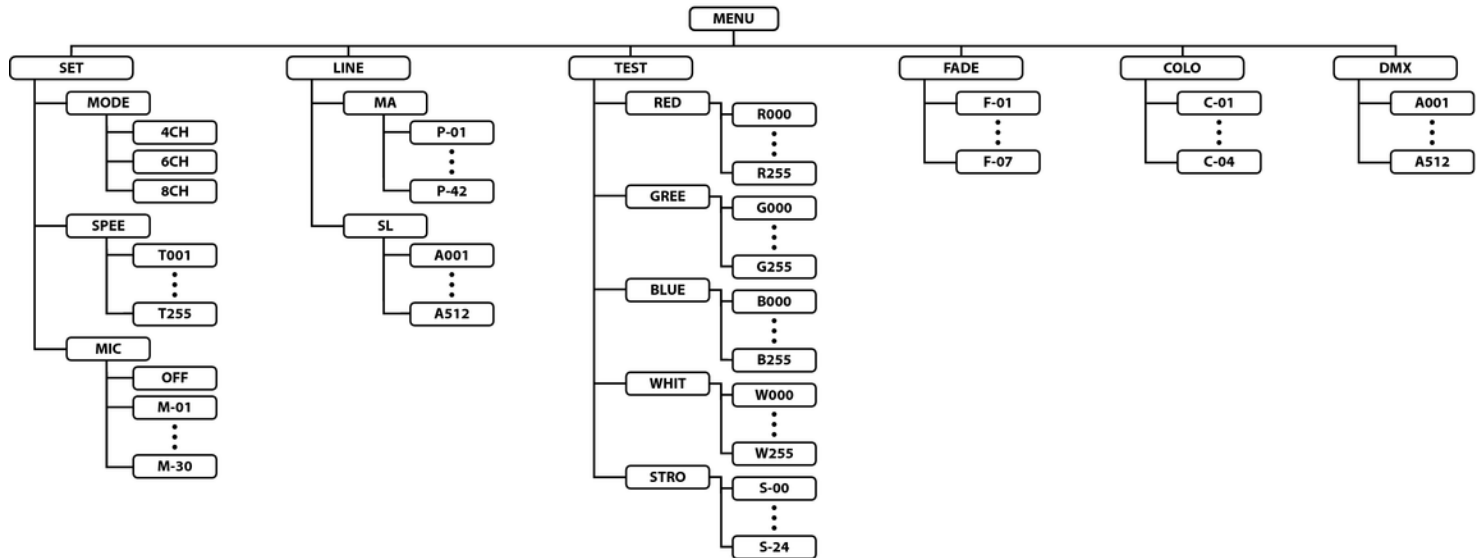 MENU
SET
LINE
TEST
FADE
COLO
DMX
MODE
4CH
6CH
8CH
SPEE
T001
T255
MIC
OFF
M-01
M-30
MA
P-01
P-42
SL
A001
A512
RED
R000
R255
GREE
G000
G255
BLUE
B000
B255
WHIT
W000
W255
STRO
S-00
S-24
F-01
F-07
C-01
C-04
A001
A512